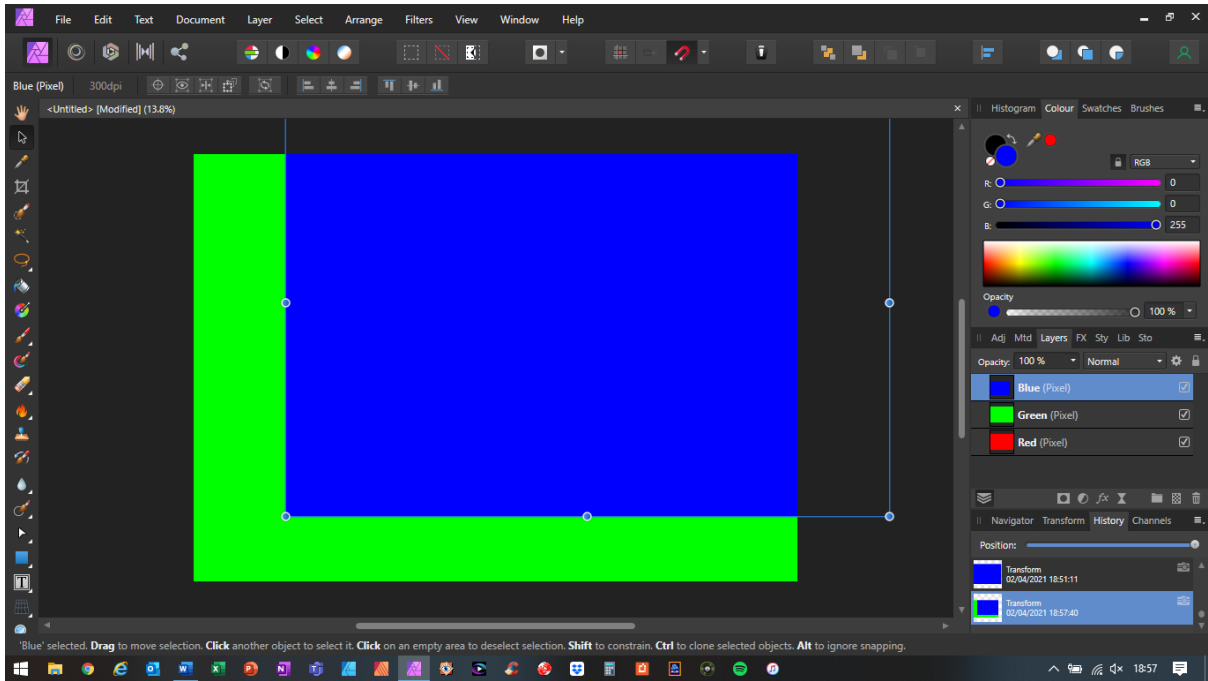 File Edit Text Document Layer Select Arrange Filters View Window Help
Blue (Pixel) 300dpi
<Untitled> [Modified] (13.8%)
Histogram Colour Swatches Brushes
RGB
R: 0
G: 0
B: 255
Opacity
100 %
Adj Mtd Layers FX Sty Lib Sto
Opacity: 100 % Normal
Blue (Pixel)
Green (Pixel)
Red (Pixel)
fx
Navigator Transform History Channels
Position:
Transform
02/04/2021 18:51:11
Transform
02/04/2021 18:57:40
'Blue' selected. Drag to move selection. Click another object to select it. Click on an empty area to deselect selection. Shift to constrain. Ctrl to clone selected objects. Alt to ignore snapping.
18:57